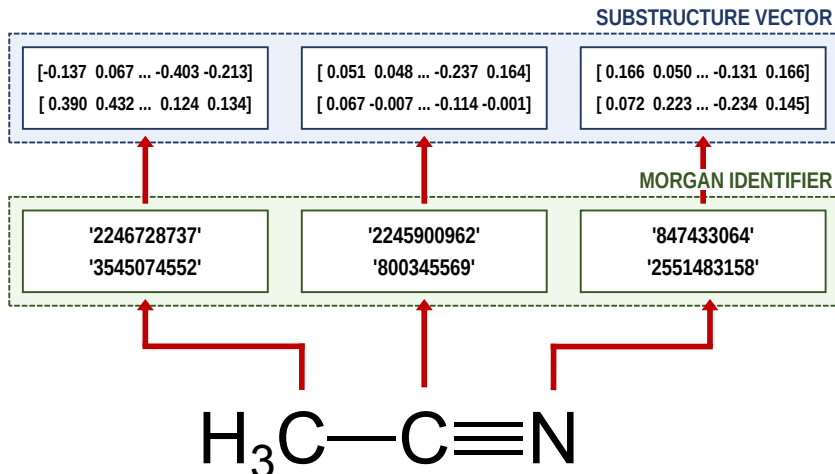 SUBSTRUCTURE VECTOR
[-0.137 0.067 ... -0.403 -0.213]
[ 0.390 0.432 ... 0.124 0.134]
[ 0.051 0.048 ... -0.237 0.164]
[ 0.067 -0.007 ... -0.114 -0.001]
[ 0.166 0.050 ... -0.131 0.166]
[ 0.072 0.223 ... -0.234 0.145]
MORGAN IDENTIFIER
'2246728737'
'3545074552'
'2245900962'
'800345569'
'847433064'
'2551483158'
H₃C—C≡N